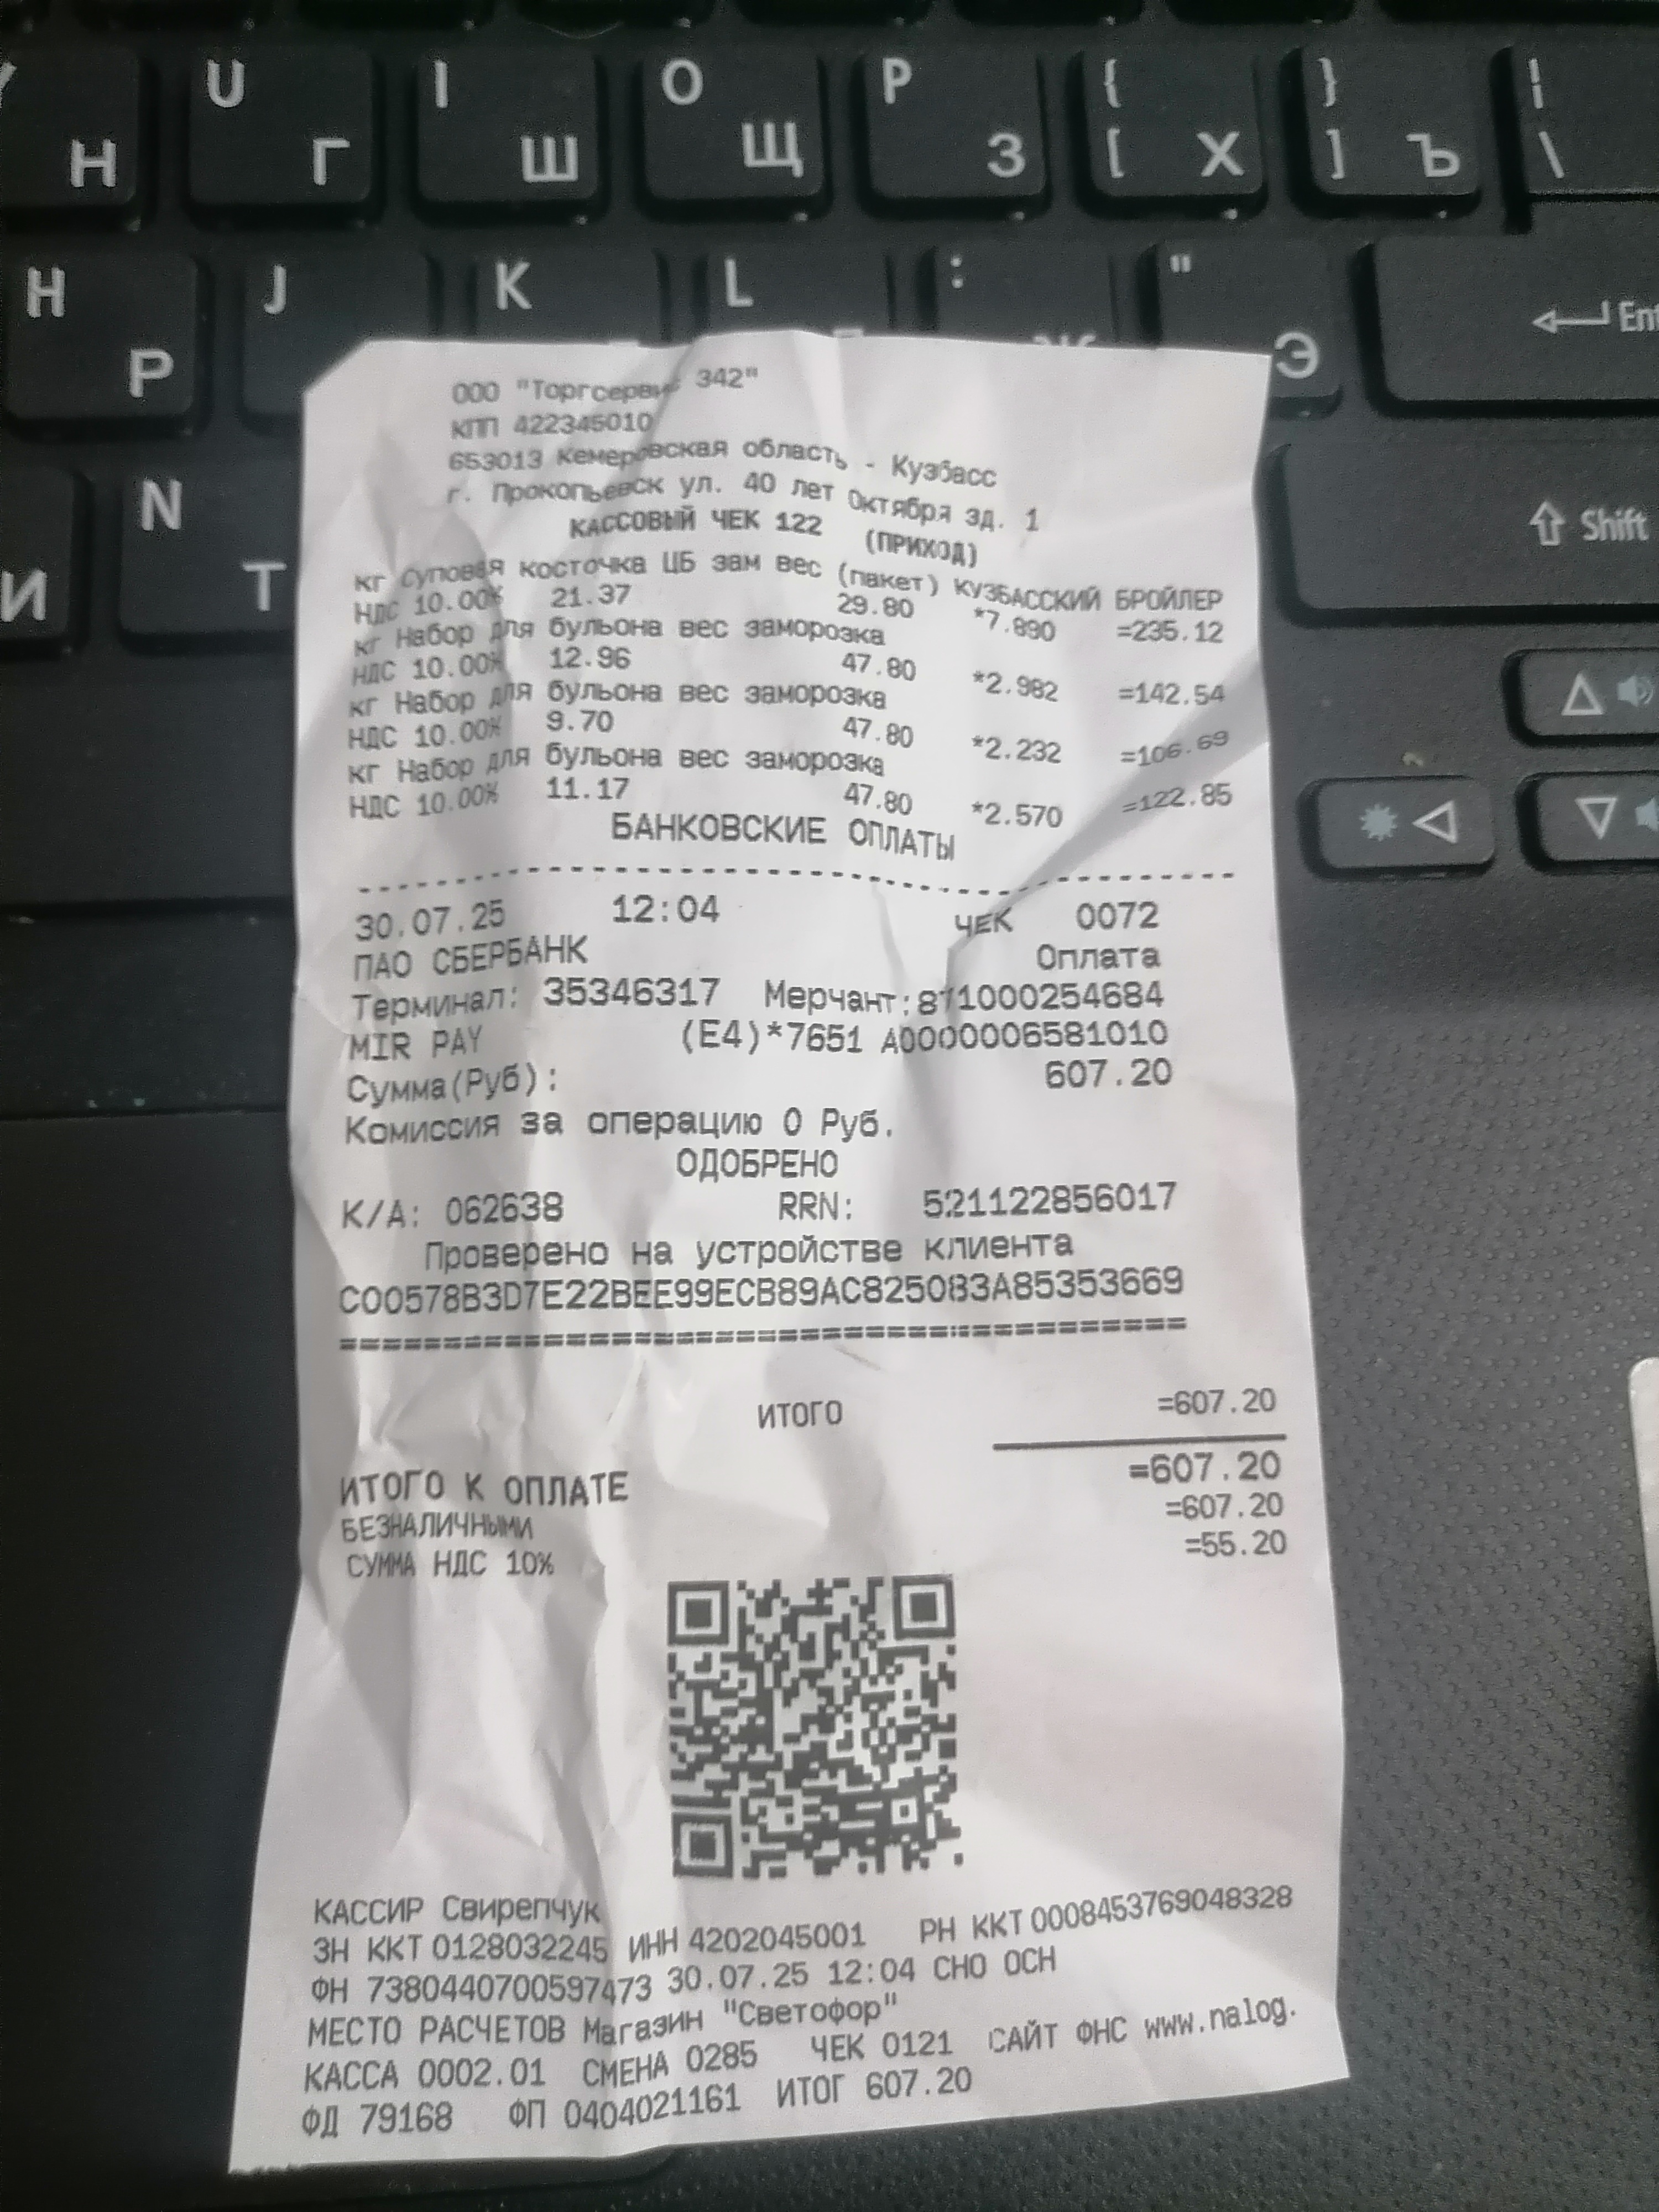 U Н Г I Ш O Щ P З { [ Х } ] Ъ | \
H Р J K L : " Э Ent
И N Т Shift
ООО "Торгсервис 342"
КПП 422345010
653013 Кемеровская область - Кузбасс
г. Прокопьевск ул. 40 лет Октября зд. 1
КАССОВЫЙ ЧЕК 122 (ПРИХОД)
кг Суповая косточка ЦБ зам вес (пакет) КУЗБАССКИЙ БРОЙЛЕР
НДС 10.00% 21.37 29.80 *7.890 =235.12
кг Набор для бульона вес заморозка
НДС 10.00% 12.96 47.80 *2.982 =142.54
кг Набор для бульона вес заморозка
НДС 10.00% 9.70 47.80 *2.232 =106.69
кг Набор для бульона вес заморозка
НДС 10.00% 11.17 47.80 *2.570 =122.85
БАНКОВСКИЕ ОПЛАТЫ
30.07.25 12:04 ЧЕК 0072
ПАО СБЕРБАНК Оплата
Терминал: 35346317 Мерчант:871000254684
MIR PAY (E4)*7651 A0000006581010
Сумма(Руб): 607.20
Комиссия за операцию 0 Руб.
ОДОБРЕНО
К/А: 062638 RRN: 521122856017
Проверено на устройстве клиента
C00578B3D7E22BEE99ECB89AC825083A85353669
========================================
ИТОГО =607.20
ИТОГО К ОПЛАТЕ =607.20
БЕЗНАЛИЧНЫМИ =607.20
СУММА НДС 10% =55.20
КАССИР Свирепчук
ЗН ККТ 0128032245 ИНН 4202045001 РН ККТ 0008453769048328
ФН 7380440700597473 30.07.25 12:04 СНО ОСН
МЕСТО РАСЧЕТОВ Магазин "Светофор"
КАССА 0002.01 СМЕНА 0285 ЧЕК 0121 САЙТ ФНС www.nalog.
ФД 79168 ФП 0404021161 ИТОГ 607.20